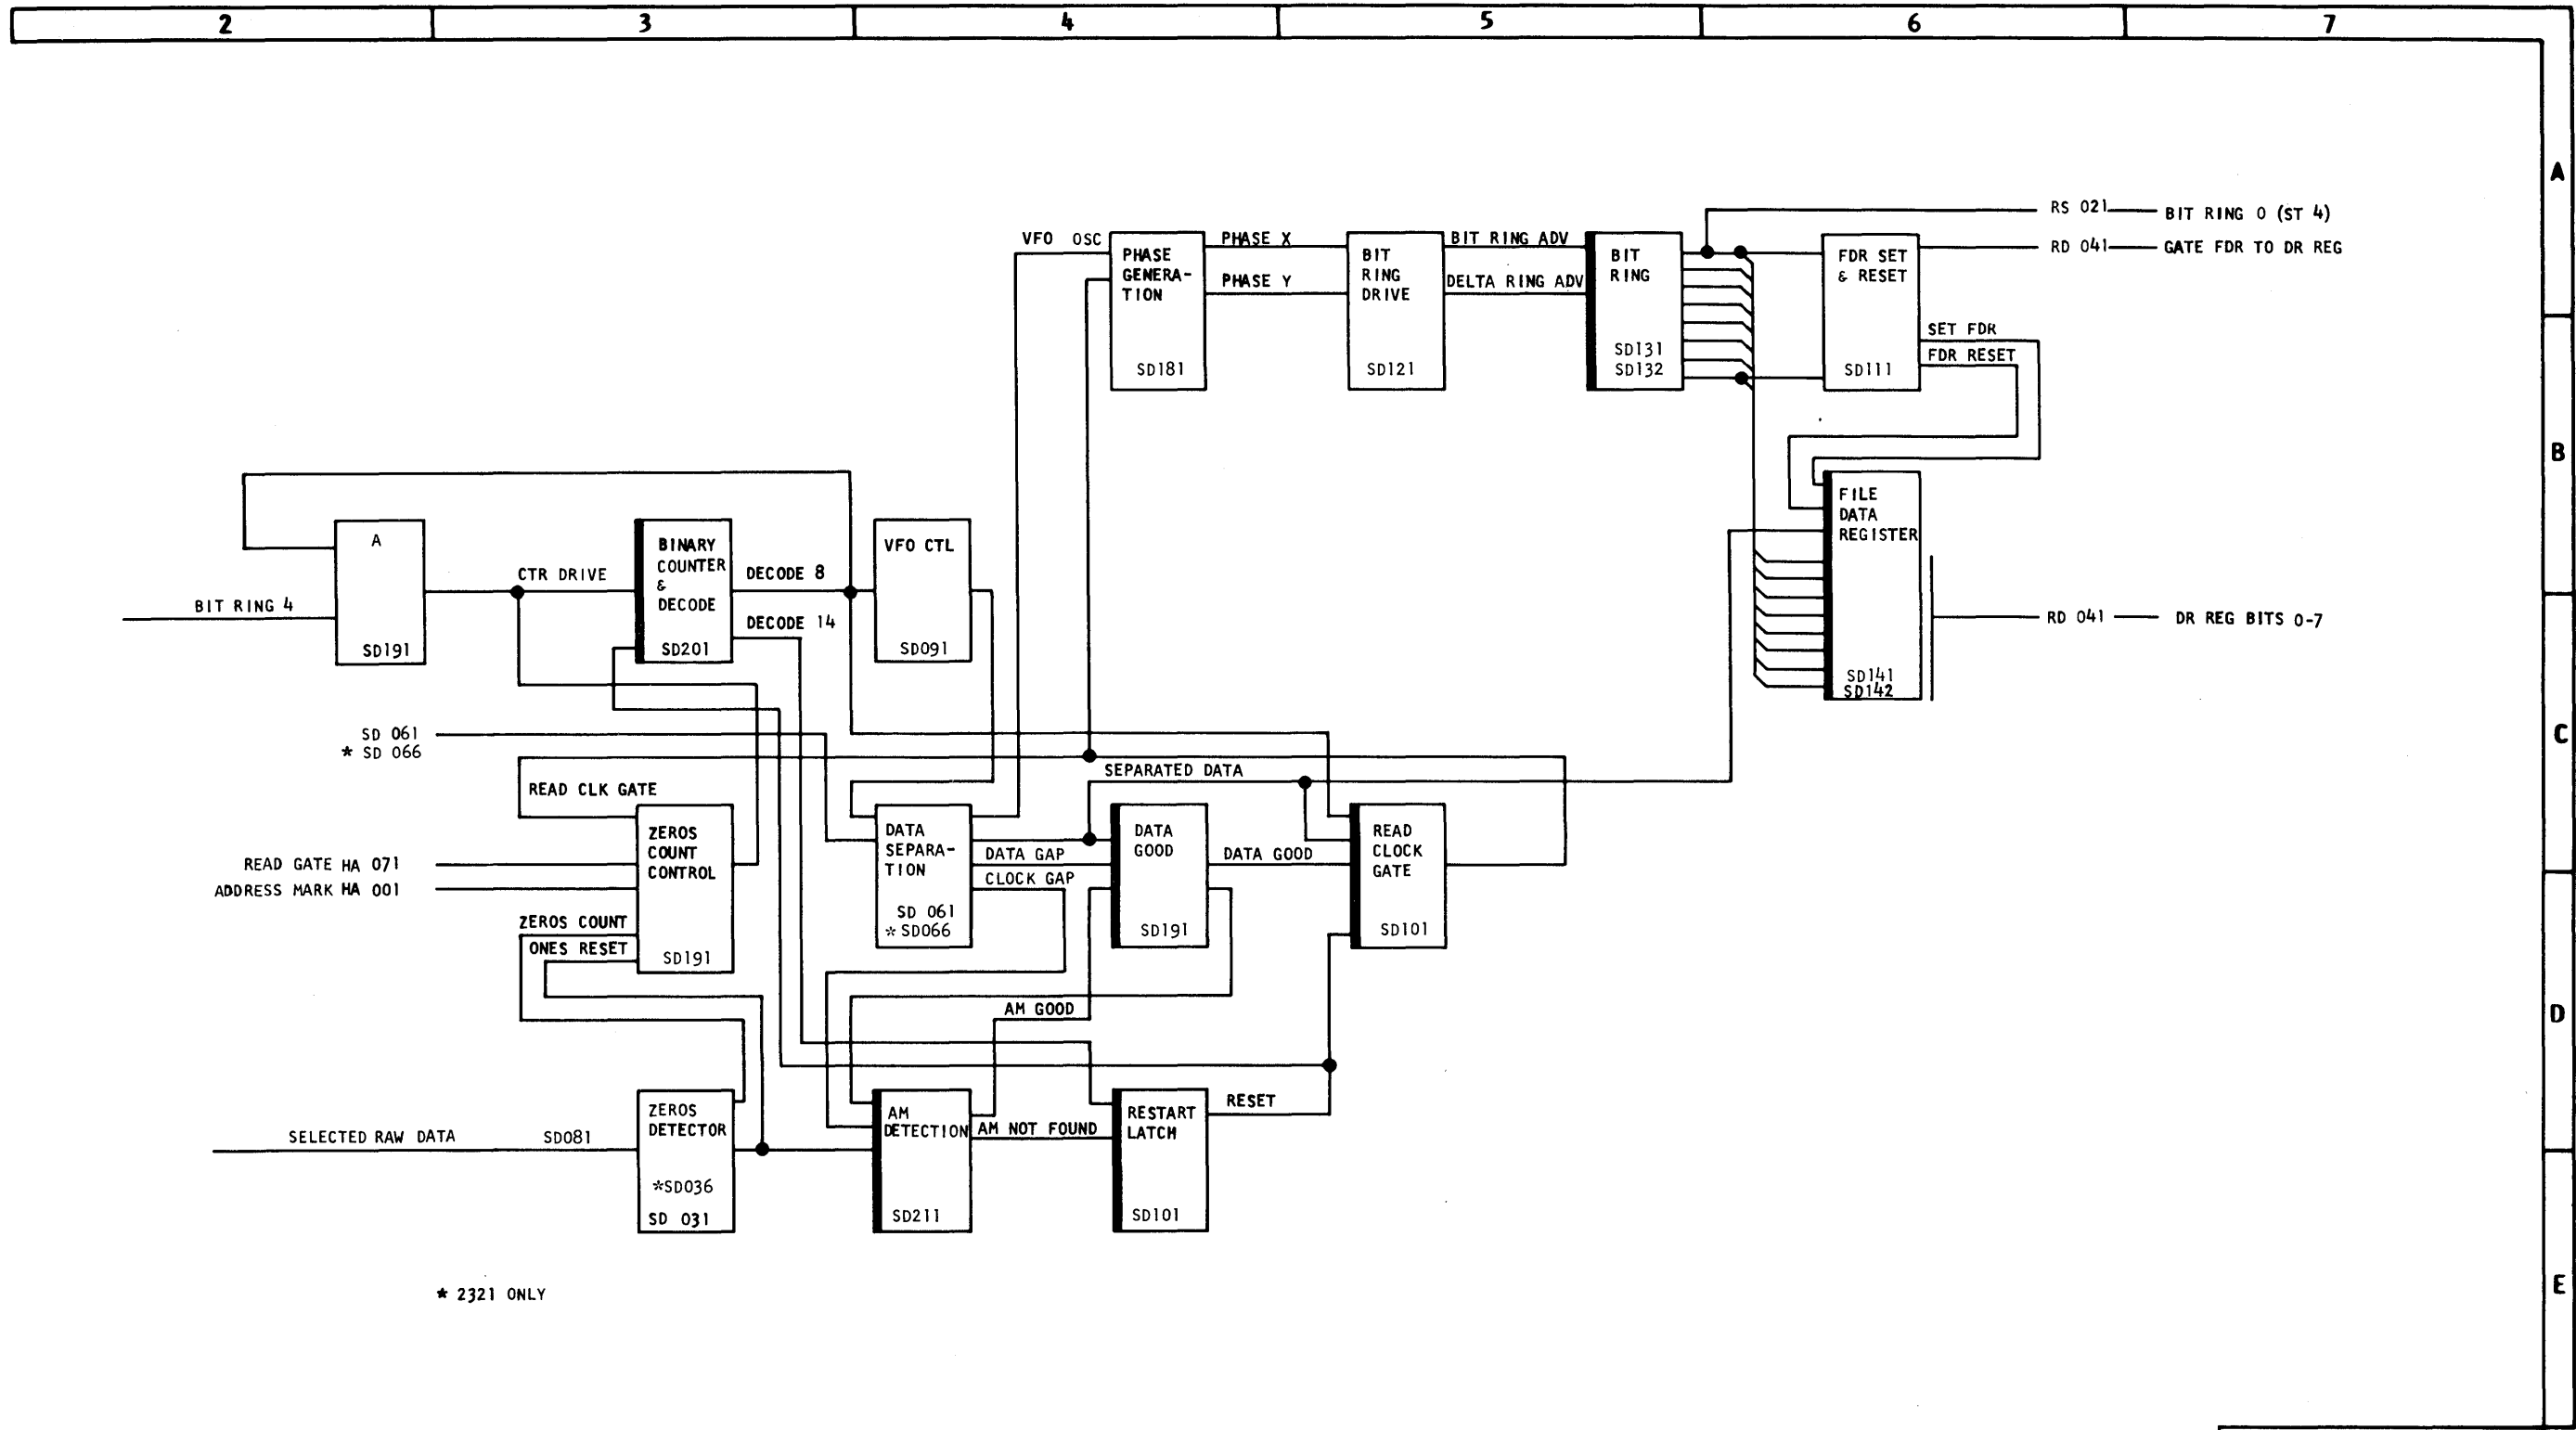 2 3 4 5 6 7
A
B
C
D
E
RS 021
BIT RING 0 (ST 4)
RD 041
GATE FDR TO DR REG
VFO OSC
PHASE
GENERA-
TION
SD181
PHASE X
PHASE Y
BIT
RING
DRIVE
SD121
BIT RING ADV
DELTA RING ADV
BIT
RING
SD131
SD132
FDR SET
& RESET
SD111
SET FDR
FDR RESET
FILE
DATA
REGISTER
SD141
SD142
RD 041
DR REG BITS 0-7
BIT RING 4
A
SD191
CTR DRIVE
BINARY
COUNTER
&
DECODE
SD201
DECODE 8
DECODE 14
VFO CTL
SD091
SD 061
* SD 066
READ CLK GATE
READ GATE HA 071
ADDRESS MARK HA 001
ZEROS COUNT
ONES RESET
ZEROS
COUNT
CONTROL
SD191
DATA
SEPARA-
TION
SD 061
* SD066
SEPARATED DATA
DATA GAP
CLOCK GAP
DATA
GOOD
SD191
DATA GOOD
READ
CLOCK
GATE
SD101
AM GOOD
SELECTED RAW DATA SD081
ZEROS
DETECTOR
*SD036
SD 031
AM
DETECTION
SD211
AM NOT FOUND
RESTART
LATCH
SD101
RESET
* 2321 ONLY